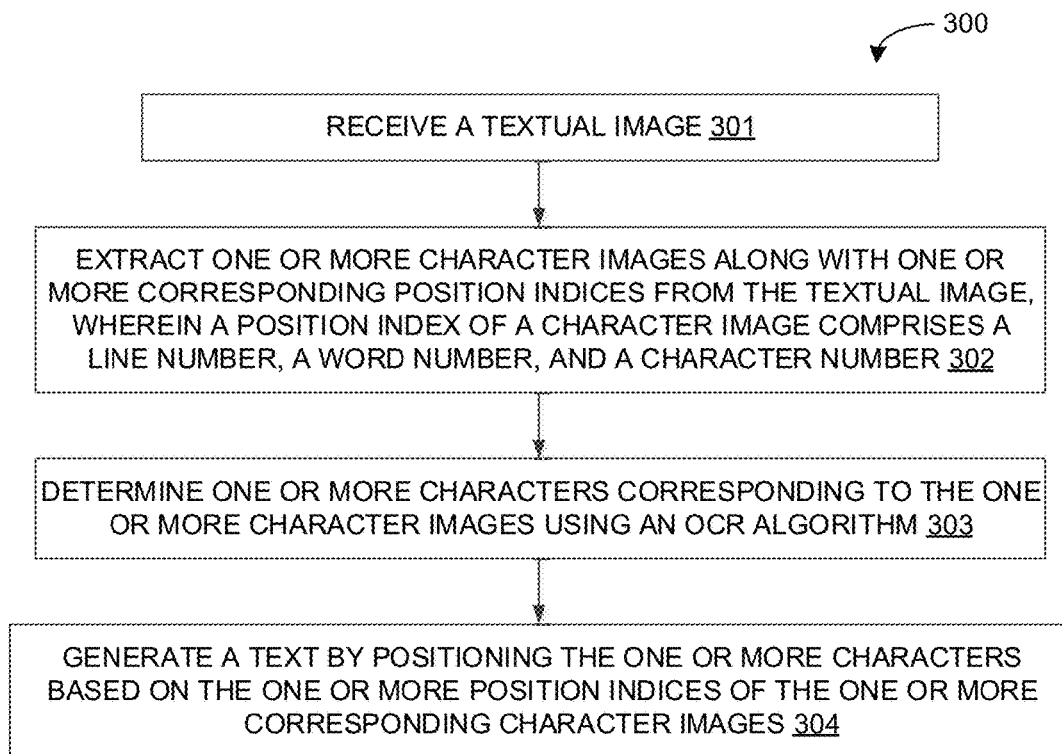 300
RECEIVE A TEXTUAL IMAGE 301
EXTRACT ONE OR MORE CHARACTER IMAGES ALONG WITH ONE OR
MORE CORRESPONDING POSITION INDICES FROM THE TEXTUAL IMAGE,
WHEREIN A POSITION INDEX OF A CHARACTER IMAGE COMPRISES A
LINE NUMBER, A WORD NUMBER, AND A CHARACTER NUMBER 302
DETERMINE ONE OR MORE CHARACTERS CORRESPONDING TO THE ONE
OR MORE CHARACTER IMAGES USING AN OCR ALGORITHM 303
GENERATE A TEXT BY POSITIONING THE ONE OR MORE CHARACTERS
BASED ON THE ONE OR MORE POSITION INDICES OF THE ONE OR MORE
CORRESPONDING CHARACTER IMAGES 304